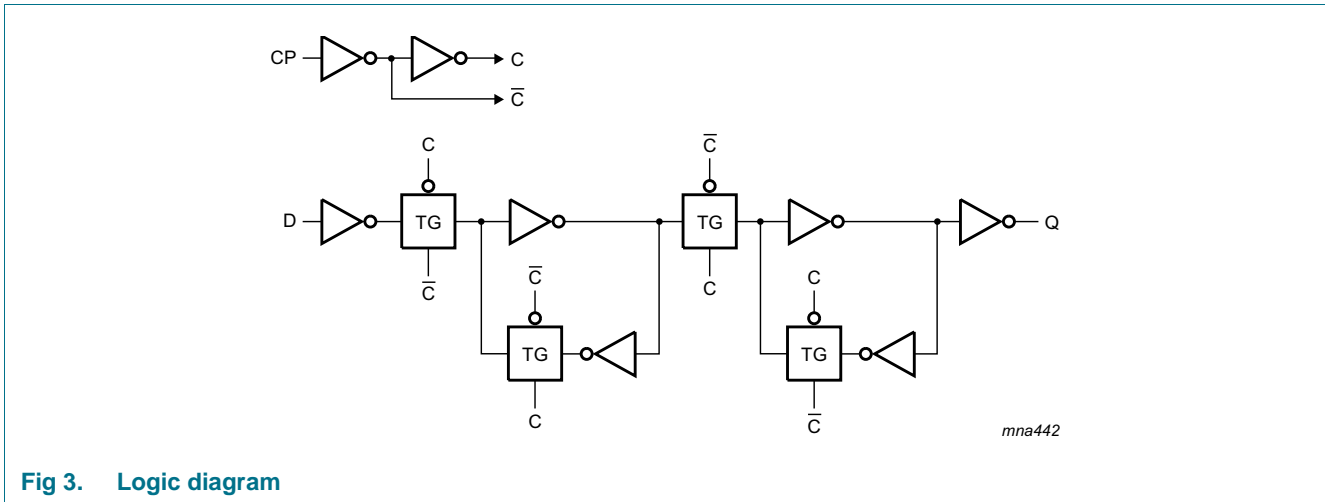 CP
C
C̅
C
C̅
D
TG
TG
Q
C̅
C̅
C
C
TG
TG
C
C̅
mna442
Fig 3. Logic diagram